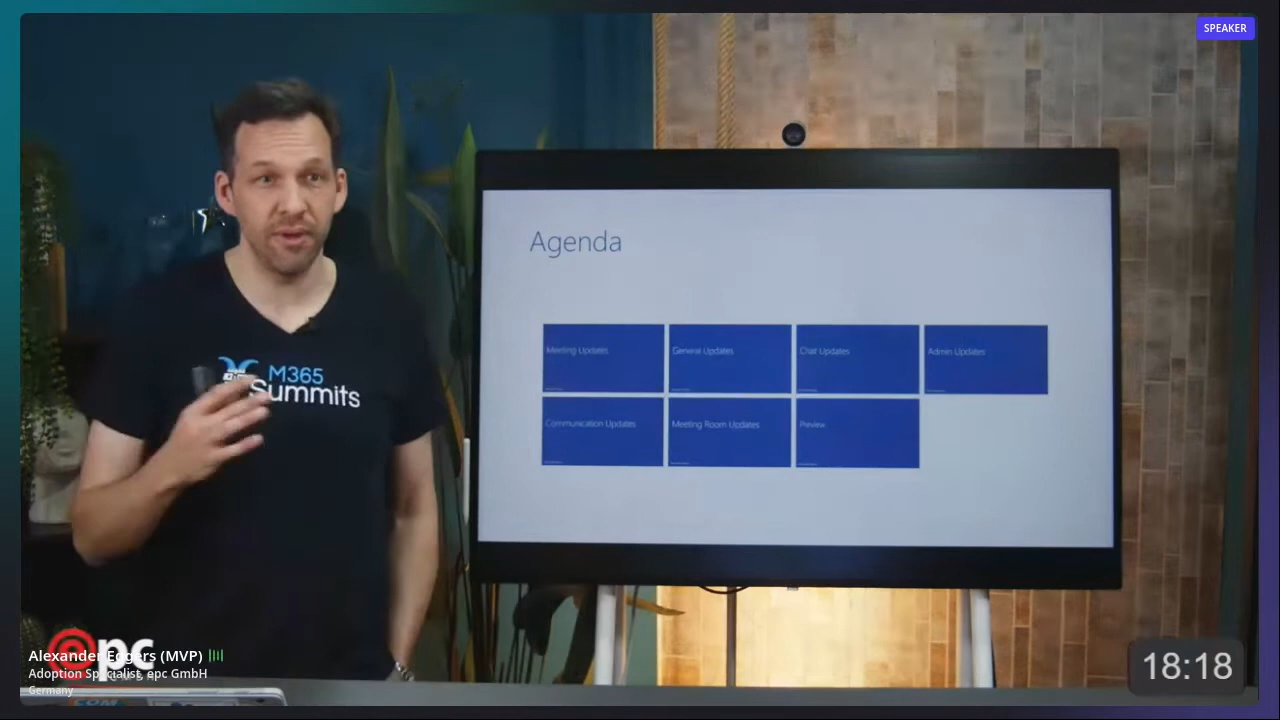 SPEAKER
Agenda
Meeting Updates
General Updates
Chat Updates
Admin Updates
Communication Updates
Meeting Room Updates
Preview
M365
Summits
epc
Alexander Eggers (MVP)
Adoption Specialist, epc GmbH
Germany
18:18